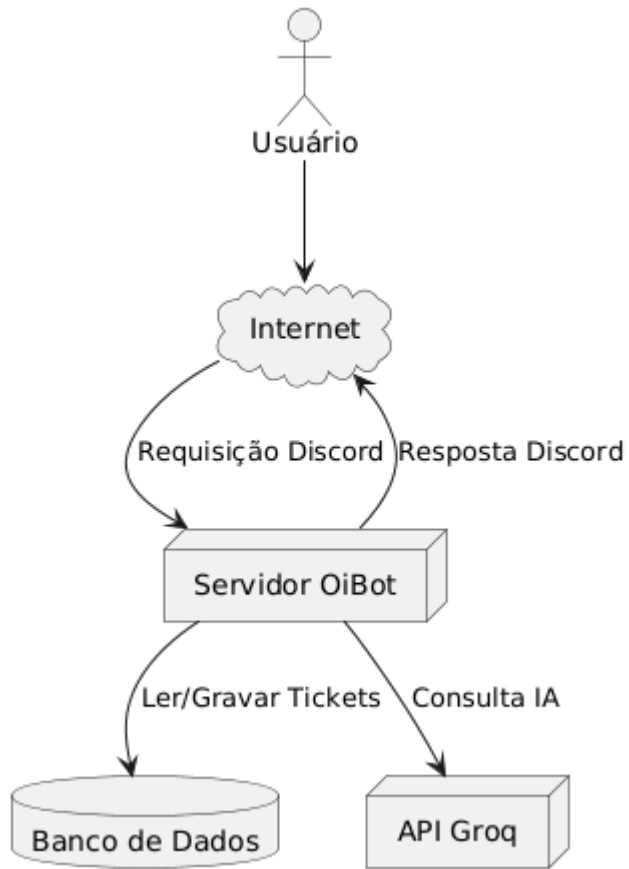 Usuário
Internet
Requisição Discord
Resposta Discord
Servidor OiBot
Ler/Gravar Tickets
Consulta IA
Banco de Dados
API Groq